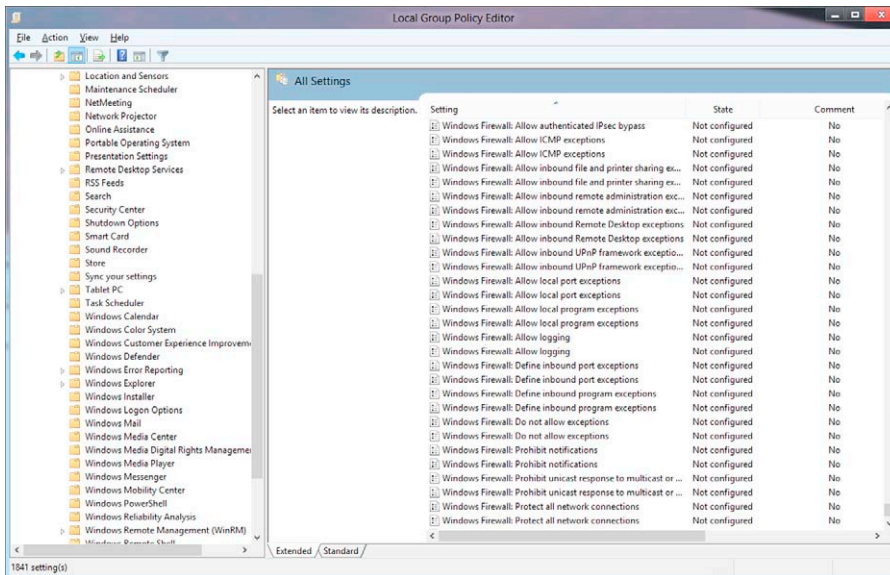 Local Group Policy Editor
File Action View Help
Location and Sensors
Maintenance Scheduler
NetMeeting
Network Projector
Online Assistance
Portable Operating System
Presentation Settings
Remote Desktop Services
RSS Feeds
Search
Security Center
Shutdown Options
Smart Card
Sound Recorder
Store
Sync your settings
Tablet PC
Task Scheduler
Windows Calendar
Windows Color System
Windows Customer Experience Improveme
Windows Defender
Windows Error Reporting
Windows Explorer
Windows Installer
Windows Logon Options
Windows Mail
Windows Media Center
Windows Media Digital Rights Managemer
Windows Media Player
Windows Messenger
Windows Mobility Center
Windows PowerShell
Windows Reliability Analysis
Windows Remote Management (WinRM)
Windows Remote Shell
All Settings
Select an item to view its description.
Setting State Comment
Windows Firewall: Allow authenticated IPsec bypass Not configured No
Windows Firewall: Allow ICMP exceptions Not configured No
Windows Firewall: Allow ICMP exceptions Not configured No
Windows Firewall: Allow inbound file and printer sharing ex... Not configured No
Windows Firewall: Allow inbound file and printer sharing ex... Not configured No
Windows Firewall: Allow inbound remote administration exc... Not configured No
Windows Firewall: Allow inbound remote administration exc... Not configured No
Windows Firewall: Allow inbound Remote Desktop exceptions Not configured No
Windows Firewall: Allow inbound Remote Desktop exceptions Not configured No
Windows Firewall: Allow inbound UPnP framework exceptio... Not configured No
Windows Firewall: Allow inbound UPnP framework exceptio... Not configured No
Windows Firewall: Allow local port exceptions Not configured No
Windows Firewall: Allow local port exceptions Not configured No
Windows Firewall: Allow local program exceptions Not configured No
Windows Firewall: Allow local program exceptions Not configured No
Windows Firewall: Allow logging Not configured No
Windows Firewall: Allow logging Not configured No
Windows Firewall: Define inbound port exceptions Not configured No
Windows Firewall: Define inbound port exceptions Not configured No
Windows Firewall: Define inbound program exceptions Not configured No
Windows Firewall: Define inbound program exceptions Not configured No
Windows Firewall: Do not allow exceptions Not configured No
Windows Firewall: Do not allow exceptions Not configured No
Windows Firewall: Prohibit notifications Not configured No
Windows Firewall: Prohibit notifications Not configured No
Windows Firewall: Prohibit unicast response to multicast or ... Not configured No
Windows Firewall: Prohibit unicast response to multicast or ... Not configured No
Windows Firewall: Protect all network connections Not configured No
Windows Firewall: Protect all network connections Not configured No
Extended Standard
1841 setting(s)